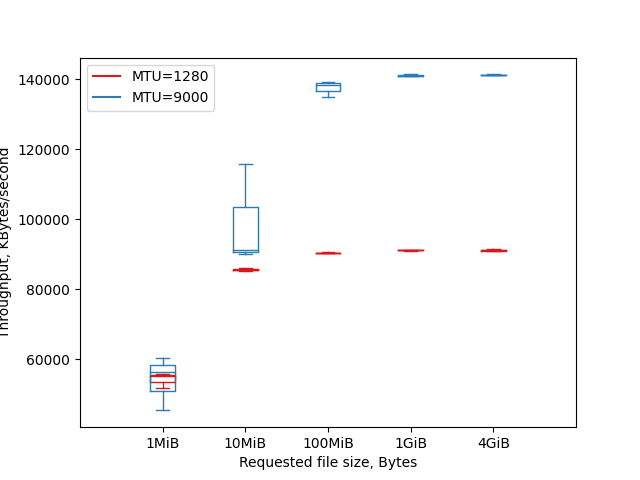 MTU=1280
MTU=9000
140000
120000
100000
80000
60000
Throughput, KBytes/second
1MiB 10MiB 100MiB 1GiB 4GiB
Requested file size, Bytes